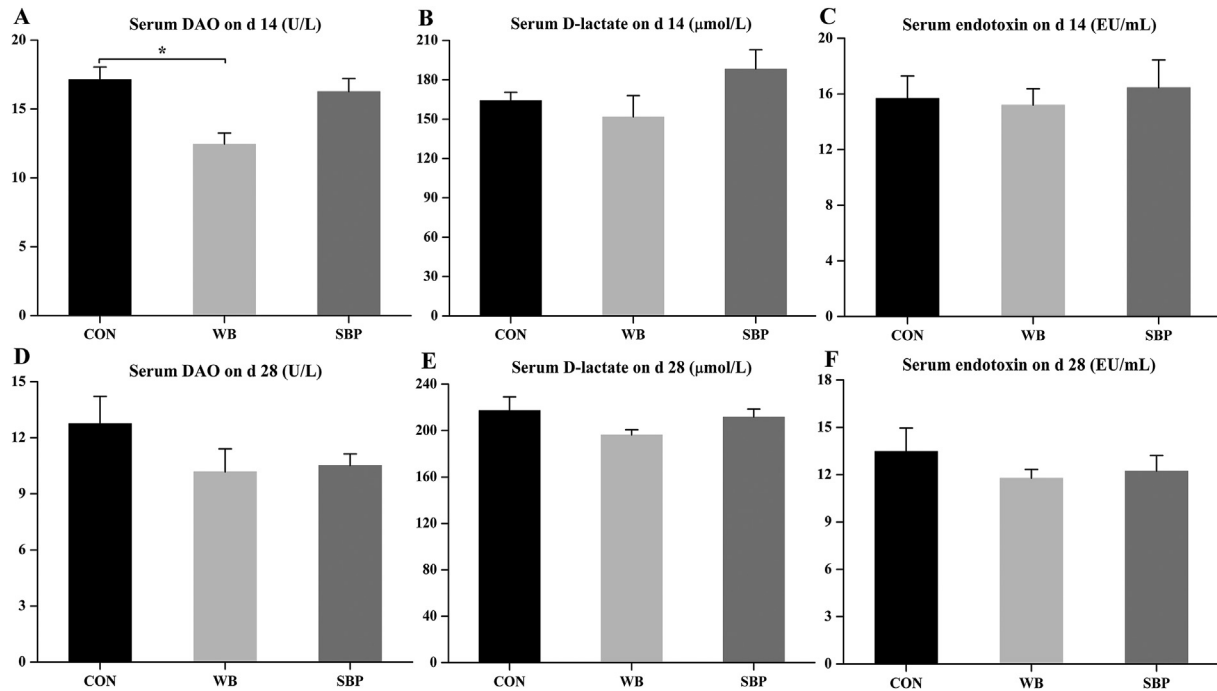 A
Serum DAO on d 14 (U/L)
20
15
10
5
0
*
CON
WB
SBP
B
Serum D-lactate on d 14 (μmol/L)
210
180
150
120
90
60
30
0
CON
WB
SBP
C
Serum endotoxin on d 14 (EU/mL)
20
16
12
8
4
0
CON
WB
SBP
D
Serum DAO on d 28 (U/L)
15
12
9
6
3
0
CON
WB
SBP
E
Serum D-lactate on d 28 (μmol/L)
240
200
160
120
80
40
0
CON
WB
SBP
F
Serum endotoxin on d 28 (EU/mL)
18
15
12
9
6
3
0
CON
WB
SBP